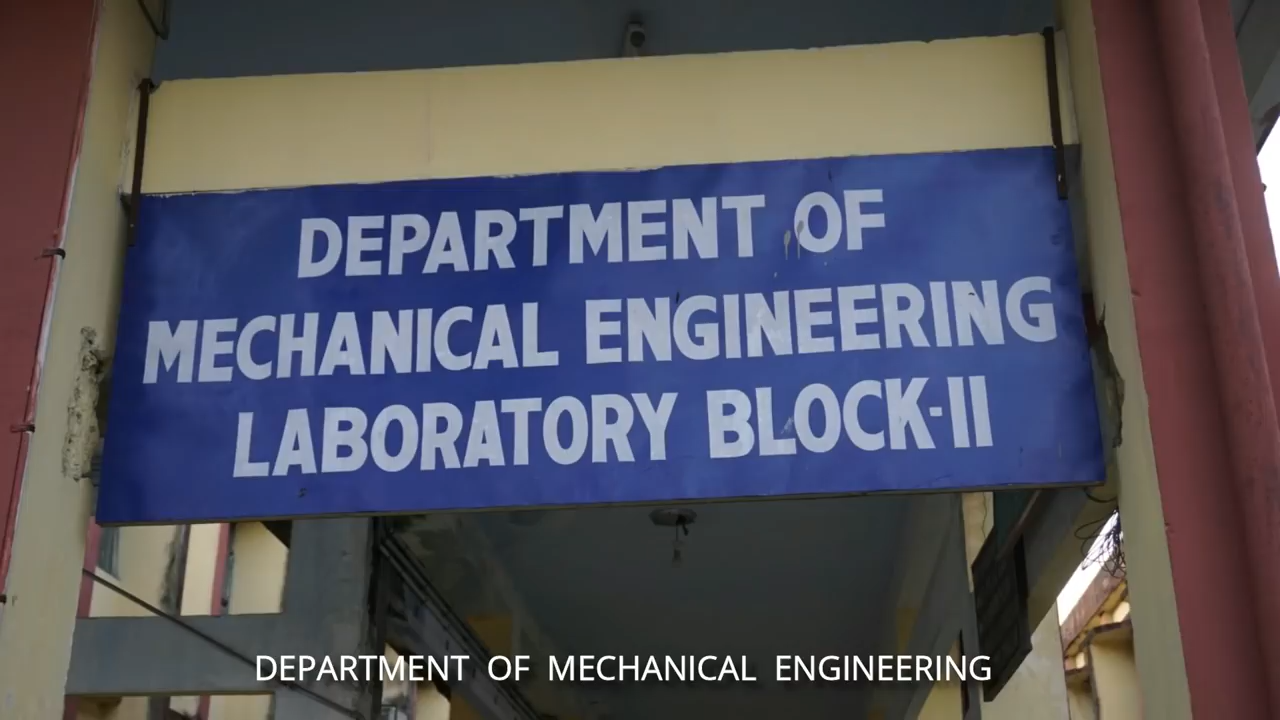 DEPARTMENT OF
MECHANICAL ENGINEERING
LABORATORY BLOCK-II
DEPARTMENT OF MECHANICAL ENGINEERING